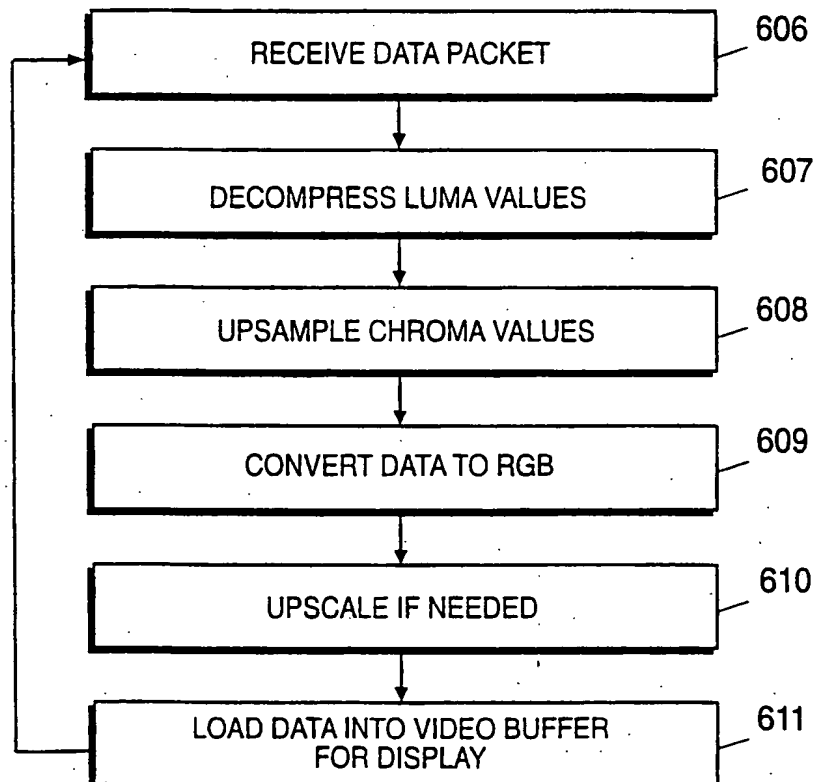 RECEIVE DATA PACKET
606
DECOMPRESS LUMA VALUES
607
UPSAMPLE CHROMA VALUES
608
CONVERT DATA TO RGB
609
UPSCALE IF NEEDED
610
LOAD DATA INTO VIDEO BUFFER
FOR DISPLAY
611